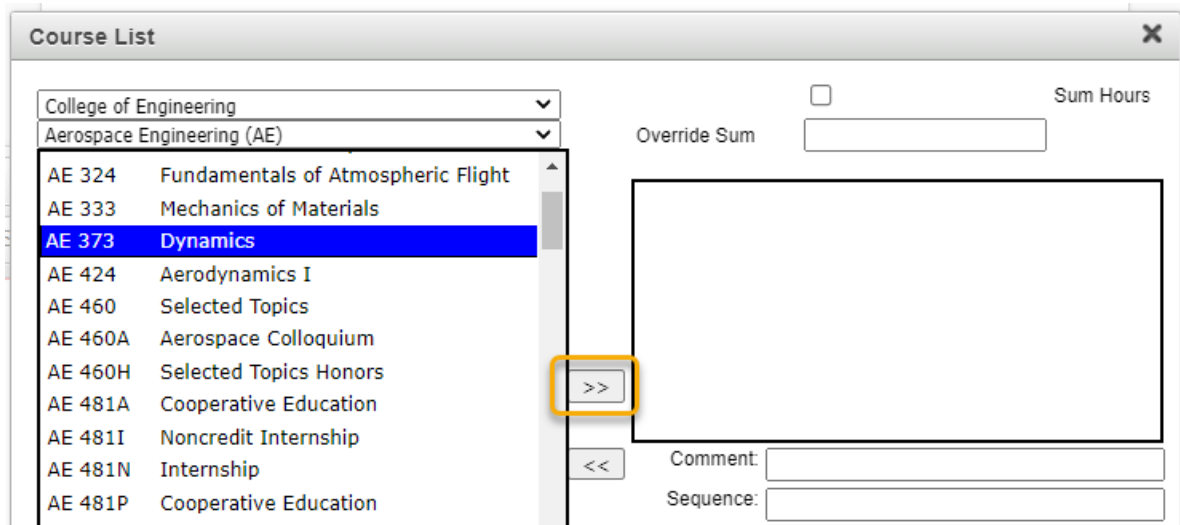 Course List
College of Engineering
Sum Hours
Aerospace Engineering (AE)
Override Sum
AE 324 Fundamentals of Atmospheric Flight
AE 333 Mechanics of Materials
AE 373 Dynamics
AE 424 Aerodynamics I
AE 460 Selected Topics
AE 460A Aerospace Colloquium
AE 460H Selected Topics Honors
>>
AE 481A Cooperative Education
AE 481I Noncredit Internship
AE 481N Internship
<<
Comment:
AE 481P Cooperative Education
Sequence: